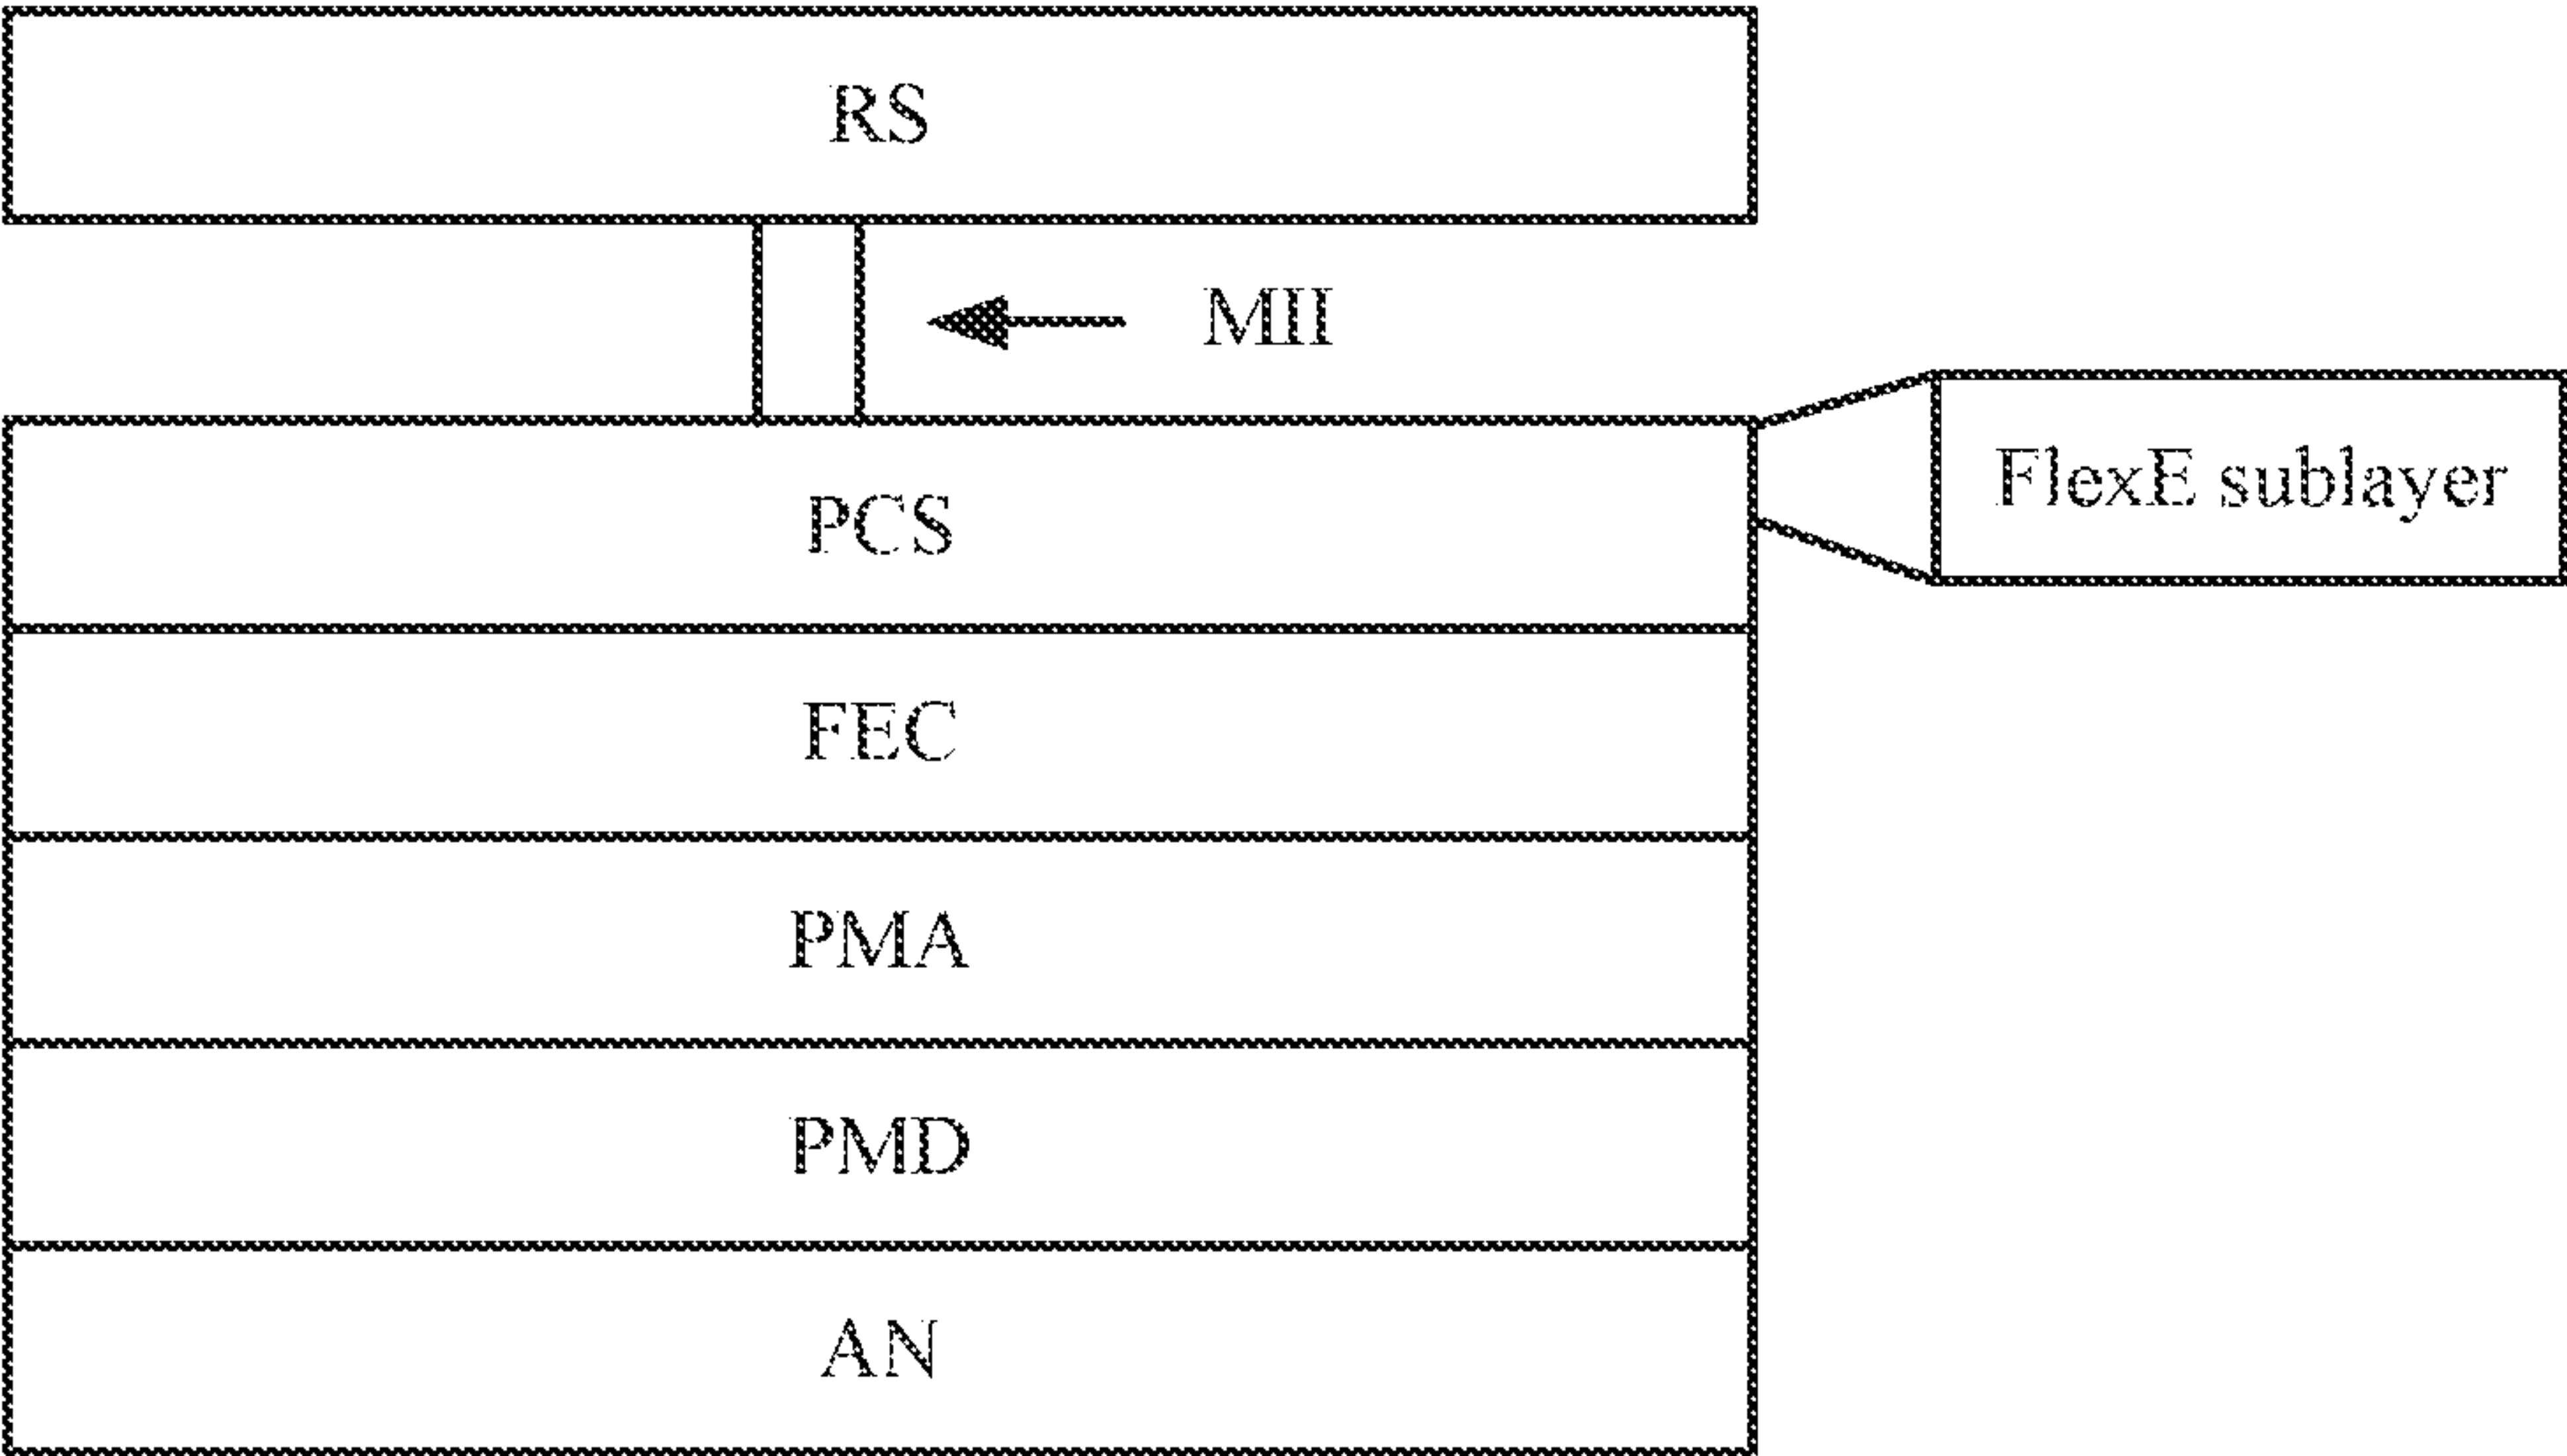 RS
MII
FlexE sublayer
PCS
FEC
PMA
PMD
AN